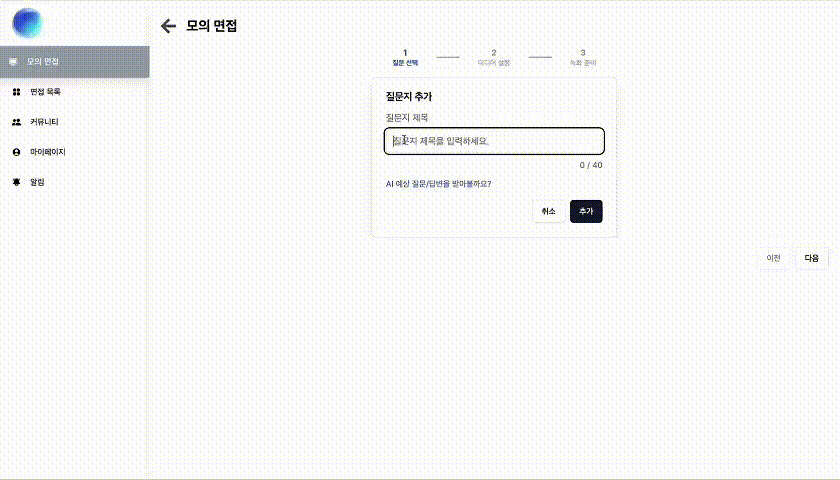 모의 면접
면접 목록
커뮤니티
마이페이지
알림
모의 면접
1
질문 선택
2
미디어 설정
3
녹화 준비
질문지 추가
질문지 제목
질문지 제목을 입력하세요.
0 / 40
AI 예상 질문/답변을 받아볼까요?
취소
추가
이전
다음